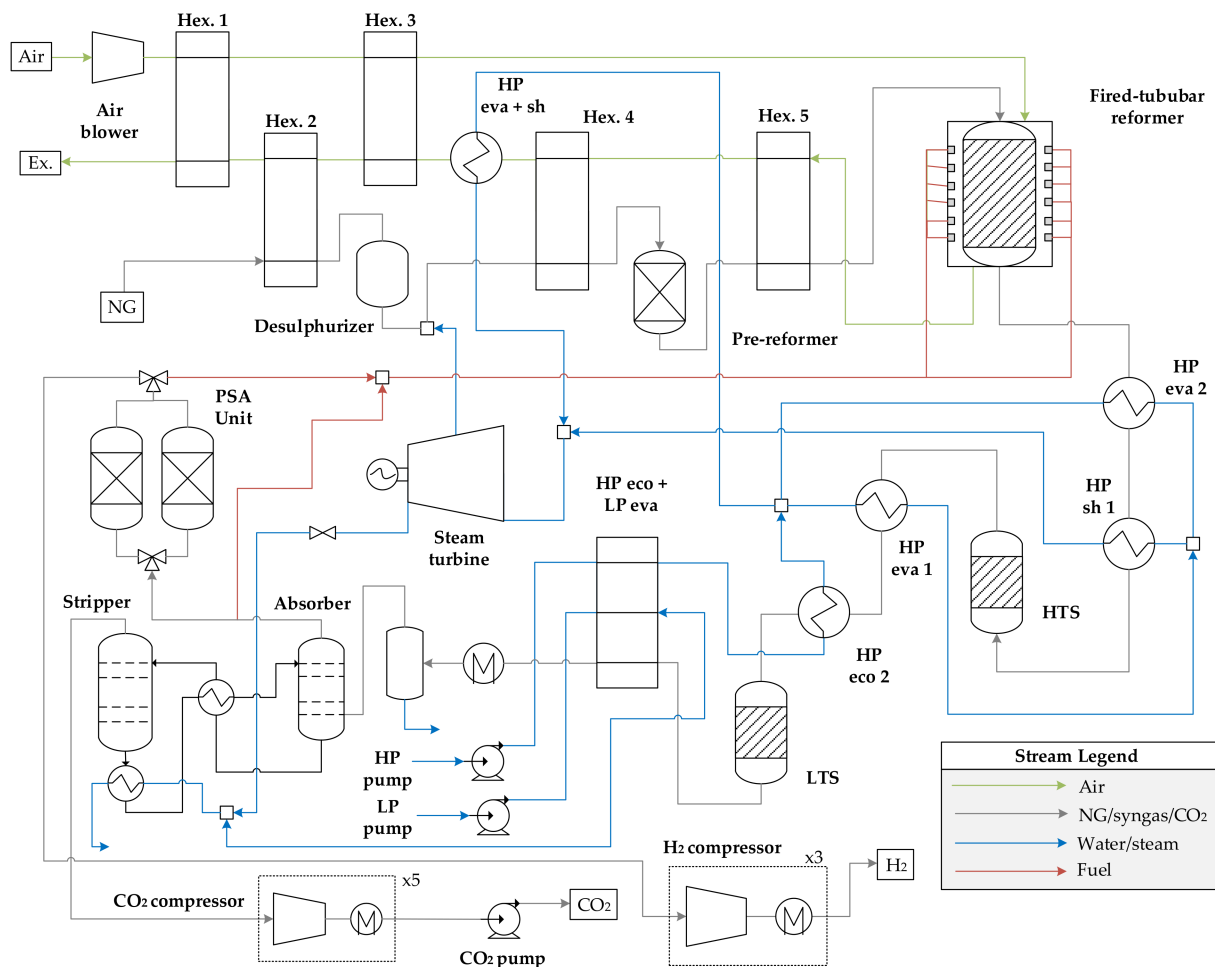 Hex. 1
Hex. 3
Air
Air
blower
HP
eva + sh
Hex. 2
Hex. 4
Hex. 5
Fired-tububar
reformer
Ex.
NG
Desulphurizer
Pre-reformer
PSA
Unit
HP
eva 2
HP eco +
LP eva
HP
sh 1
Steam
turbine
HP
eva 1
Stripper
Absorber
HTS
HP
eco 2
HP
pump
LTS
LP
pump
Stream Legend
Air
NG/syngas/CO₂
Water/steam
Fuel
H₂ compressor
x3
H₂
x5
CO₂ compressor
CO₂
CO₂ pump